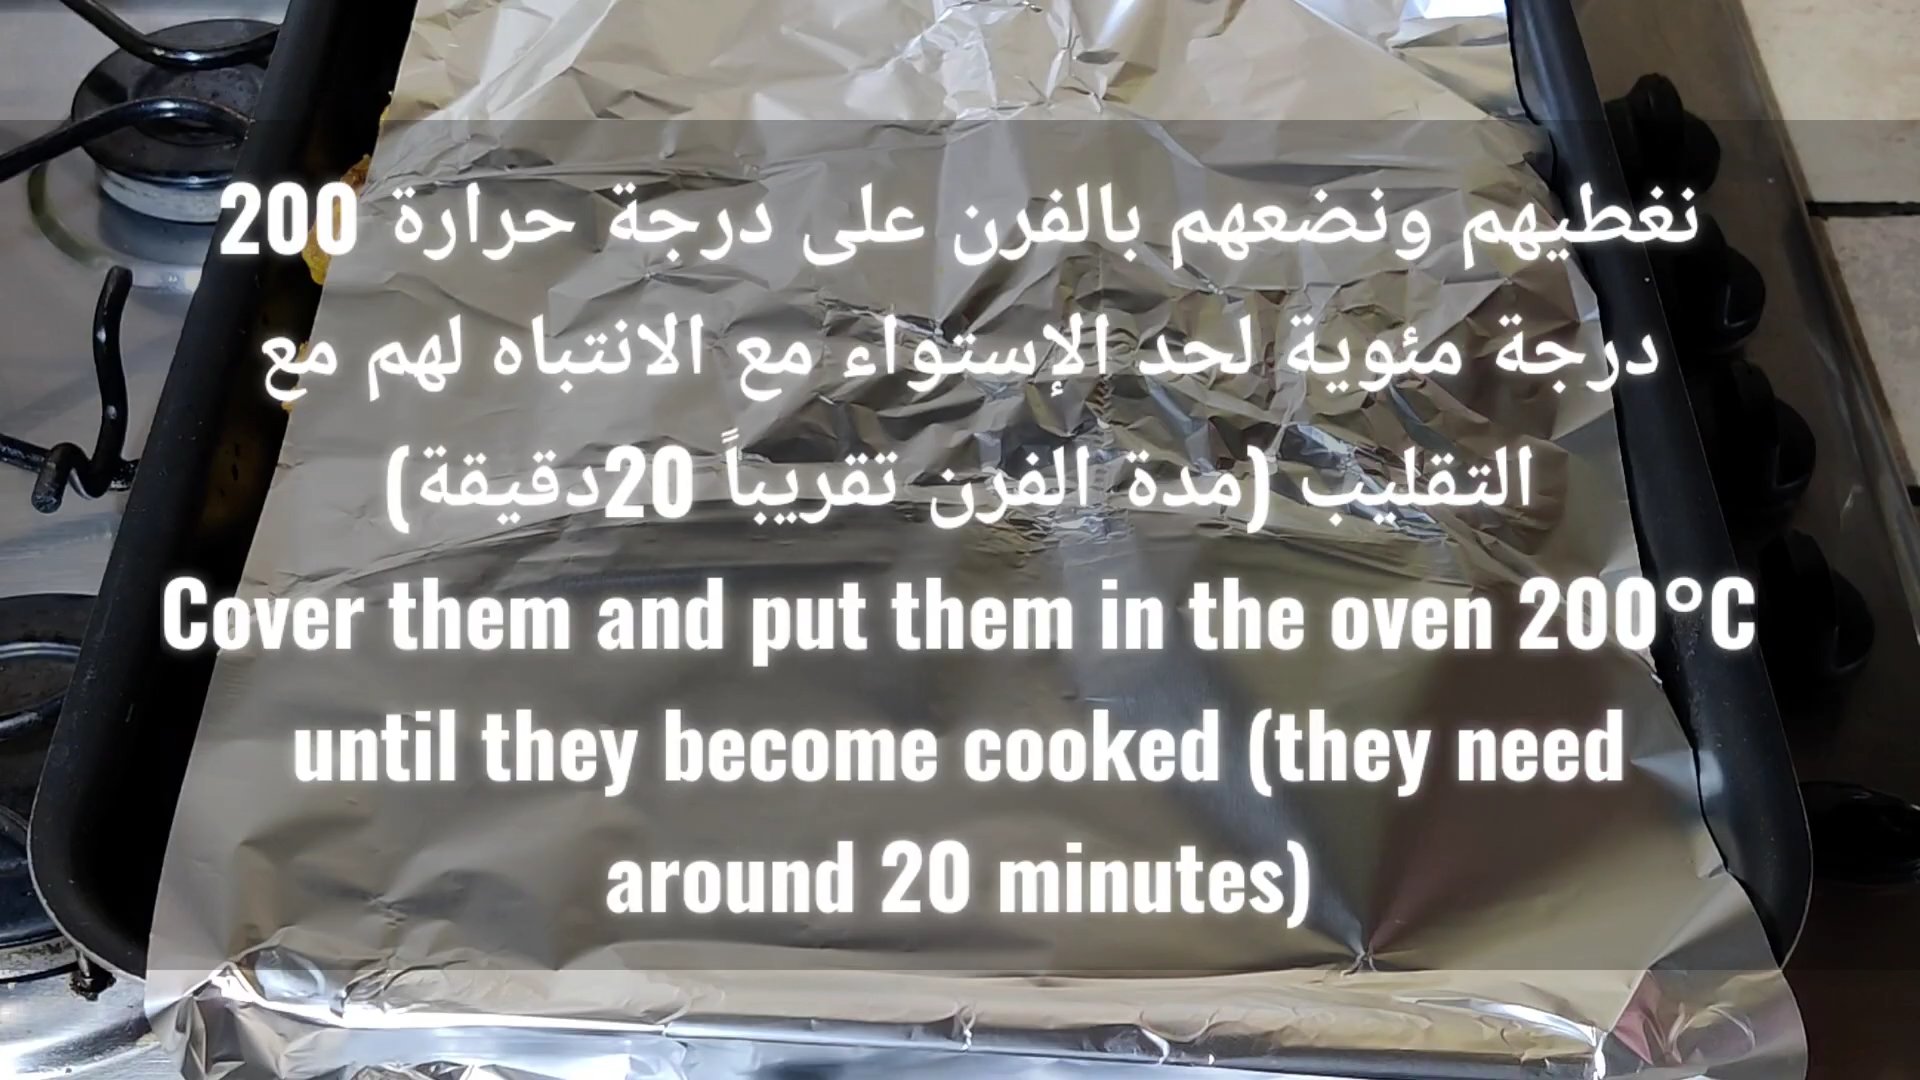 نغطيهم ونضعهم بالفرن على درجة حرارة 200
درجة مئوية لحد الإستواء مع الانتباه لهم مع
التقليب (مدة الفرن تقريباً 20دقيقة)
Cover them and put them in the oven 200°C
until they become cooked (they need
around 20 minutes)